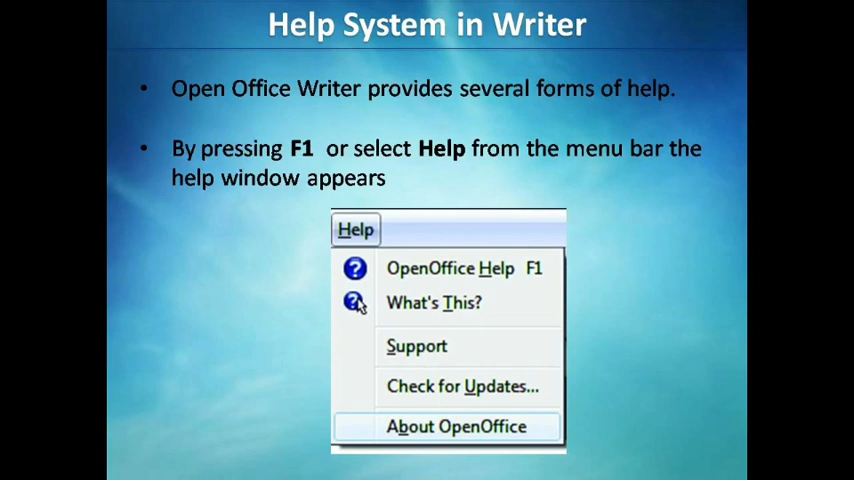 Help System in Writer
• Open Office Writer provides several forms of help.
• By pressing F1 or select Help from the menu bar the
help window appears
Help
OpenOffice Help F1
What's This?
Support
Check for Updates...
About OpenOffice